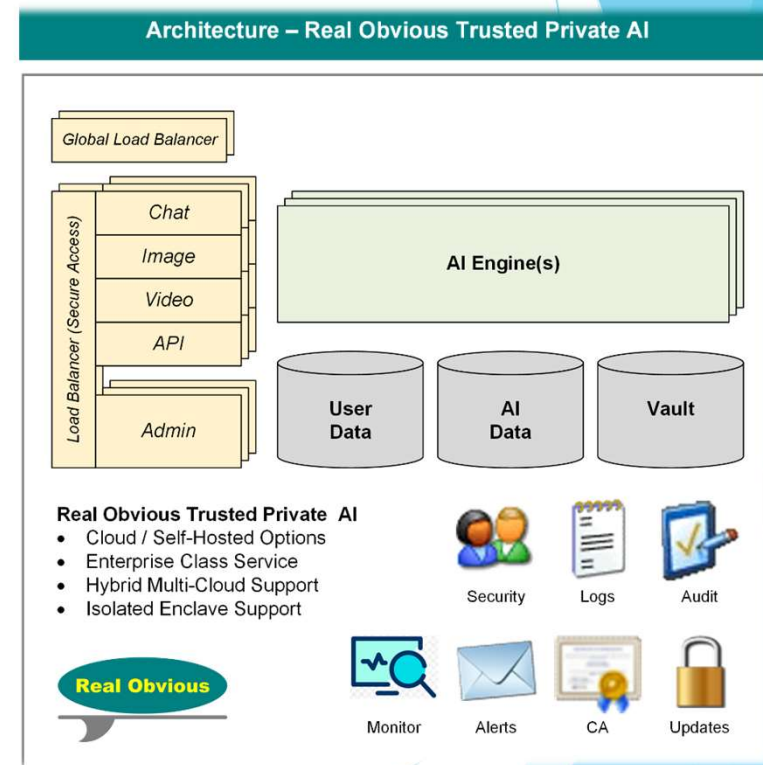 Architecture – Real Obvious Trusted Private AI
Global Load Balancer
Load Balancer (Secure Access)
Chat
Image
Video
API
Admin
AI Engine(s)
User
Data
AI
Data
Vault
Real Obvious Trusted Private AI
• Cloud / Self-Hosted Options
• Enterprise Class Service
• Hybrid Multi-Cloud Support
• Isolated Enclave Support
Security
Logs
Audit
Real Obvious
Monitor
Alerts
CA
Updates